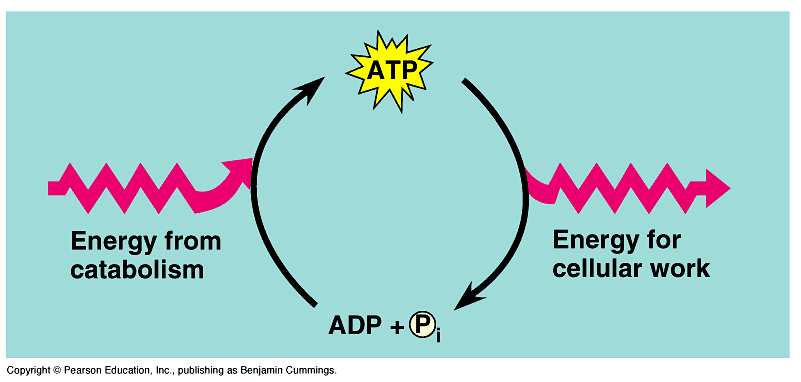 ATP
Energy from
catabolism
Energy for
cellular work
ADP + Pi
Copyright © Pearson Education, Inc., publishing as Benjamin Cummings.